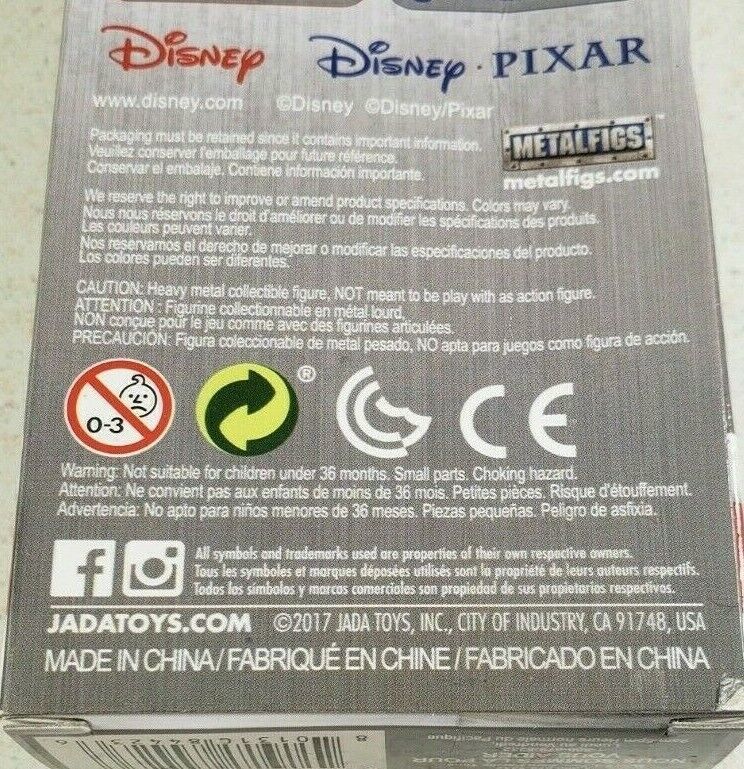 Disney
Disney · PIXAR
www.disney.com ©Disney ©Disney/Pixar
METALFIGS™
metalfigs.com
Packaging must be retained since it contains important information.
Veuillez conserver l'emballage pour future référence.
Conservar el embalaje. Contiene información importante.
We reserve the right to improve or amend product specifications. Colors may vary.
Nous nous réservons le droit d'améliorer ou de modifier les spécifications des produits.
Les couleurs peuvent varier.
Nos reservamos el derecho de mejorar o modificar las especificaciones del producto.
Los colores pueden ser diferentes.
CAUTION: Heavy metal collectible figure, NOT meant to be play with as action figure.
ATTENTION : Figurine collectionnable en métal lourd.
NON conçue pour le jeu comme avec des figurines articulées.
PRECAUCIÓN: Figura coleccionable de metal pesado, NO apta para juegos como figura de acción.
0-3 ® CE
Warning: Not suitable for children under 36 months. Small parts. Choking hazard.
Attention: Ne convient pas aux enfants de moins de 36 mois. Petites pièces. Risque d'étouffement.
Advertencia: No apto para niños menores de 36 meses. Piezas pequeñas. Peligro de asfixia.
All symbols and trademarks used are properties of their own respective owners.
Tous les symboles et marques déposées utilisés sont la propriété de leurs auteurs respectifs.
Todos los símbolos y marcas comerciales son propiedad de sus propietarios respectivos.
JADATOYS.COM ©2017 JADA TOYS, INC., CITY OF INDUSTRY, CA 91748, USA
MADE IN CHINA / FABRIQUÉ EN CHINE / FABRICADO EN CHINA